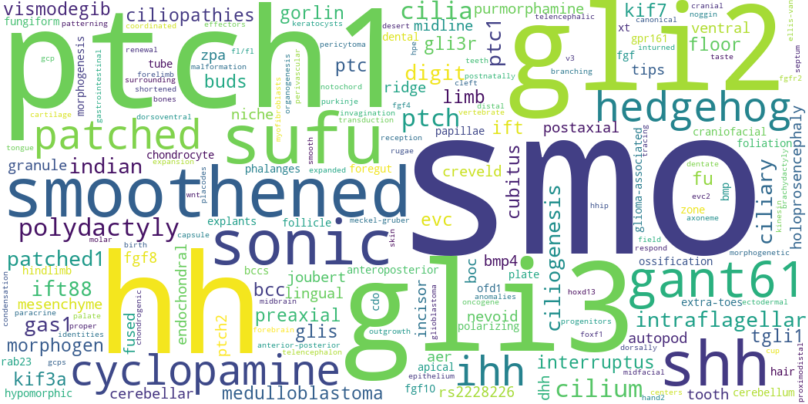 vismodegib
ciliopathies
gorlin
cilia
purmorphamine
telencephalic
kif7
cranial
noggin
ellis-van
fungiform
patterning
coordinated
effectors
keratocysts
desert
dental
midline
canonical
xt
inturned
ptch1
gli2
gcp
morphogenesis
gastrointestinal
renewal
tube
surrounding
forelimb
shortened
bones
zpa
fl/fl
malformation
buds
pericytoma
perivascular
organogenesis
myofibroblasts
hpe
ptc
gli3r
ptc1
teeth
postnatally
cleft
v3
branching
fgf
tips
gpr161
ventral
floor
taste
septum
fgfr2
cartilage
dorsoventral
notochord
purkinje
fgf4
invagination
transduction
digit
ridge
limb
distal
vertebrate
hedgehog
patched
sufu
niche
ptch
papillae
ift
postaxial
craniofacial
foliation
tongue
expansion
chondrocyte
smooth
reception
rugae
granule
indian
phalanges
expanded
foregut
creveld
cubitus
smo
glioma-associated
tracing
dentate
fu
evc2
bmp
brachydactyly
holoprosencephaly
smoothened
wnt
placodes
explants
follicle
meckel-gruber
evc
hhip
zone
axoneme
kinesin
ciliary
polydactyly
sonic
skin
ciliogenesis
field
respond
morphogenetic
patched1
molar
birth
capsule
bccs
anteroposterior
boc
bmp4
plate
ossification
hindlimb
fgf8
hh
chondrogenic
endochondral
joubert
cdo
gli3
incisor
glioblastoma
ofd1
anomalies
oncogene
hoxd13
gant61
condensation
ift88
mesenchyme
paracrine
palate
bcc
lingual
midbrain
nevoid
polarizing
progenitors
extra-toes
ectodermal
gas1
proper
identities
fused
preaxial
glis
outgrowth
foxf1
intraflagellar
morphogen
ptch2
forebrain
anterior-posterior
telencephalon
aer
apical
epithelium
interruptus
dorsally
autopod
tgli1
cup
rab23
gcps
kif3a
cyclopamine
ihh
midfacial
shh
hair
proximodistal
hypomorphic
cerebellar
medulloblastoma
fgf10
rs2228226
dhh
cilium
hand2
centers
tooth
cerebellum